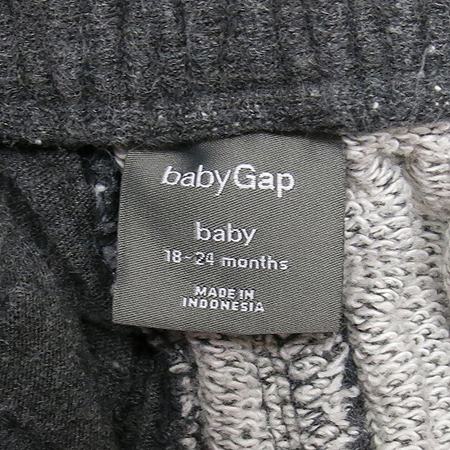 babyGap
baby
18-24 months
MADE IN
INDONESIA